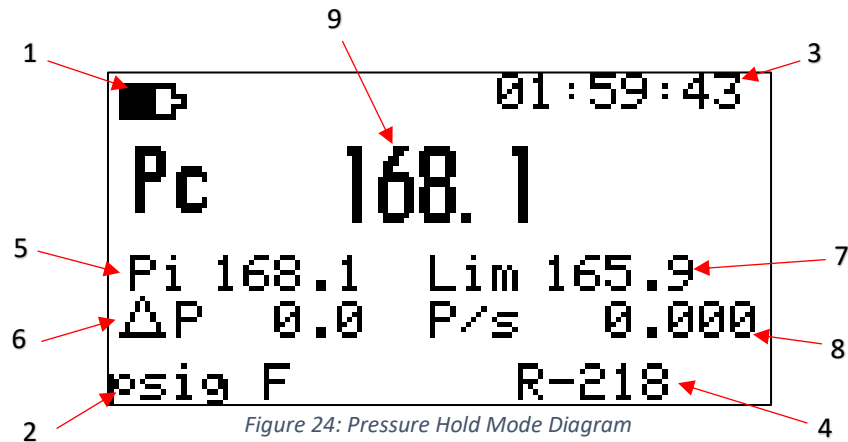 9
1
3
01:59:43
Pc 168.1
5
7
Pi 168.1 Lim 165.9
6
8
△P 0.0 P/s 0.000
2
4
psig F R-218
Figure 24: Pressure Hold Mode Diagram